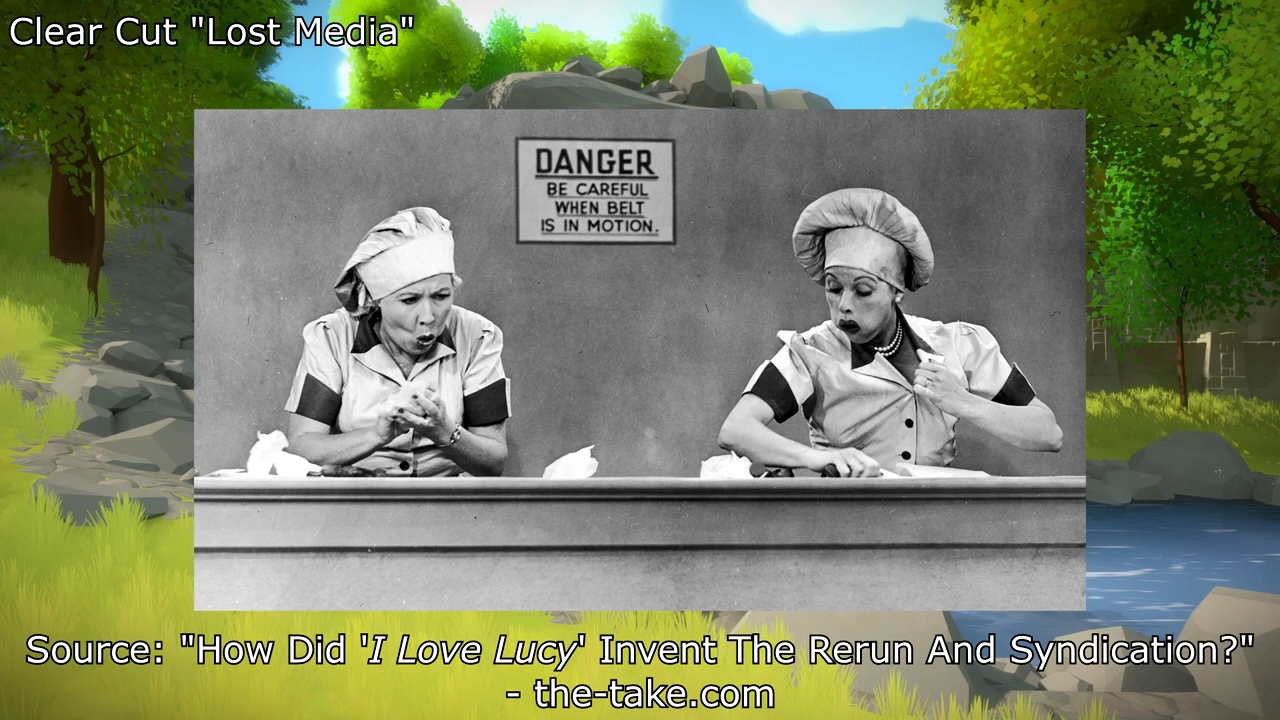 Clear Cut "Lost Media"
DANGER
BE CAREFUL
WHEN BELT
IS IN MOTION.
Source: "How Did 'I Love Lucy' Invent The Rerun And Syndication?"
- the-take.com